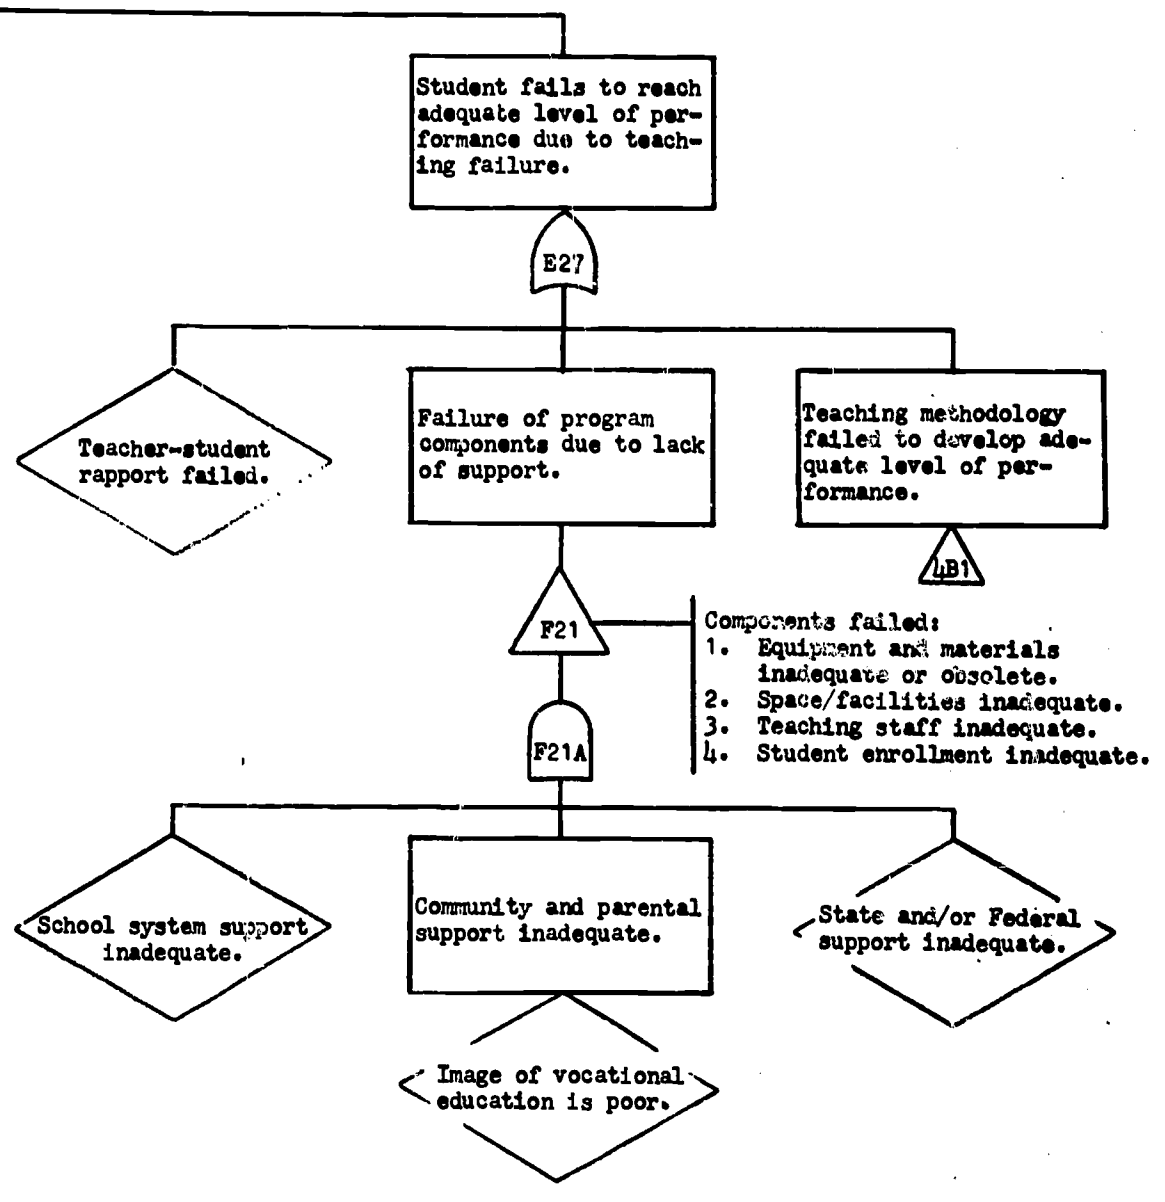 Student fails to reach
adequate level of per-
formance due to teach-
ing failure.
E27
Teacher-student
rapport failed.
Failure of program
components due to lack
of support.
Teaching methodology
failed to develop ade-
quate level of per-
formance.
4B1
F21
Components failed:
1. Equipment and materials
inadequate or obsolete.
2. Space/facilities inadequate.
3. Teaching staff inadequate.
4. Student enrollment inadequate.
F21A
School system support
inadequate.
Community and parental
support inadequate.
State and/or Federal
support inadequate.
Image of vocational
education is poor.